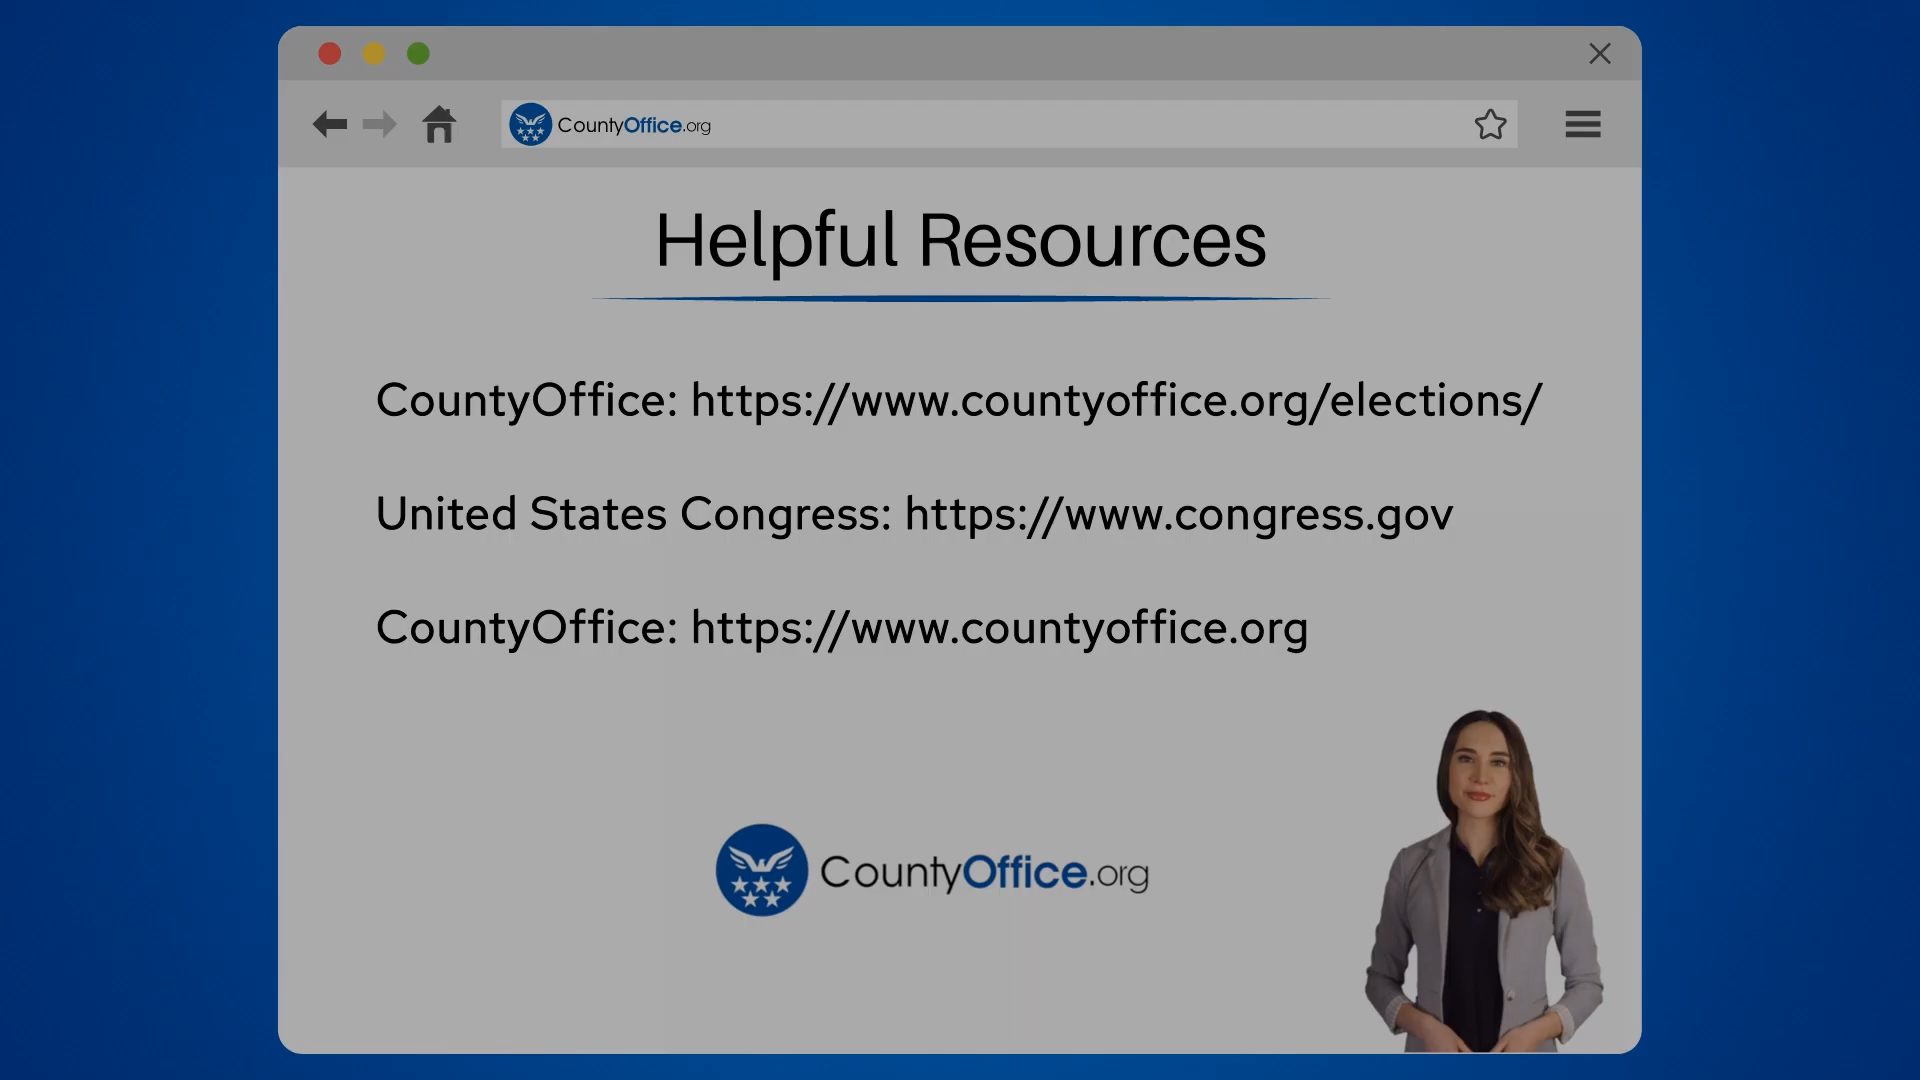 CountyOffice.org
Helpful Resources
CountyOffice: https://www.countyoffice.org/elections/
United States Congress: https://www.congress.gov
CountyOffice: https://www.countyoffice.org
CountyOffice.org